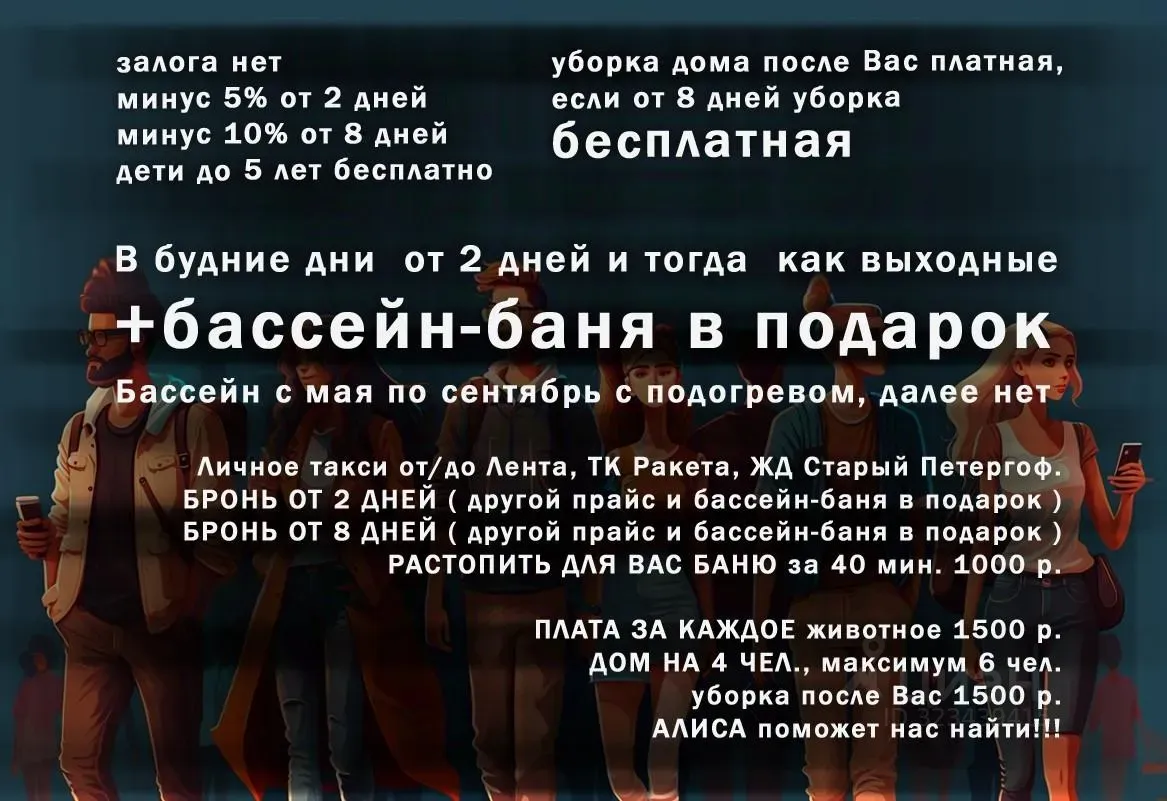 залога нет
минус 5% от 2 дней
минус 10% от 8 дней
дети до 5 лет бесплатно
уборка дома после Вас платная,
если от 8 дней уборка
бесплатная
В будние дни от 2 дней и тогда как выходные
+бассейн-баня в подарок
Бассейн с мая по сентябрь с подогревом, далее нет
Личное такси от/до Лента, ТК Ракета, ЖД Старый Петергоф.
БРОНЬ ОТ 2 ДНЕЙ ( другой прайс и бассейн-баня в подарок )
БРОНЬ ОТ 8 ДНЕЙ ( другой прайс и бассейн-баня в подарок )
РАСТОПИТЬ ДЛЯ ВАС БАНЮ за 40 мин. 1000 р.
ПЛАТА ЗА КАЖДОЕ животное 1500 р.
ДОМ НА 4 ЧЕЛ., максимум 6 чел.
уборка после Вас 1500 р.
АЛИСА поможет нас найти!!!